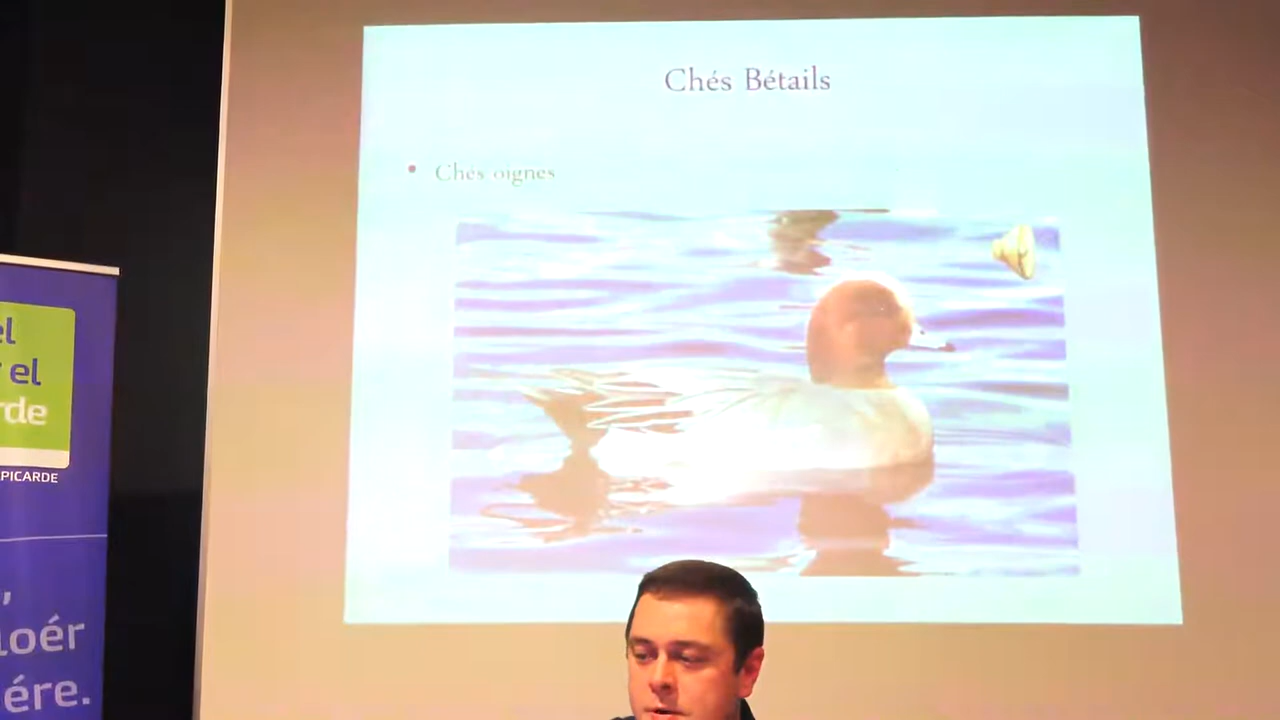 Chés Bétails
• Chés oignes
el
el
rde
PICARDE
,
loér
ére.